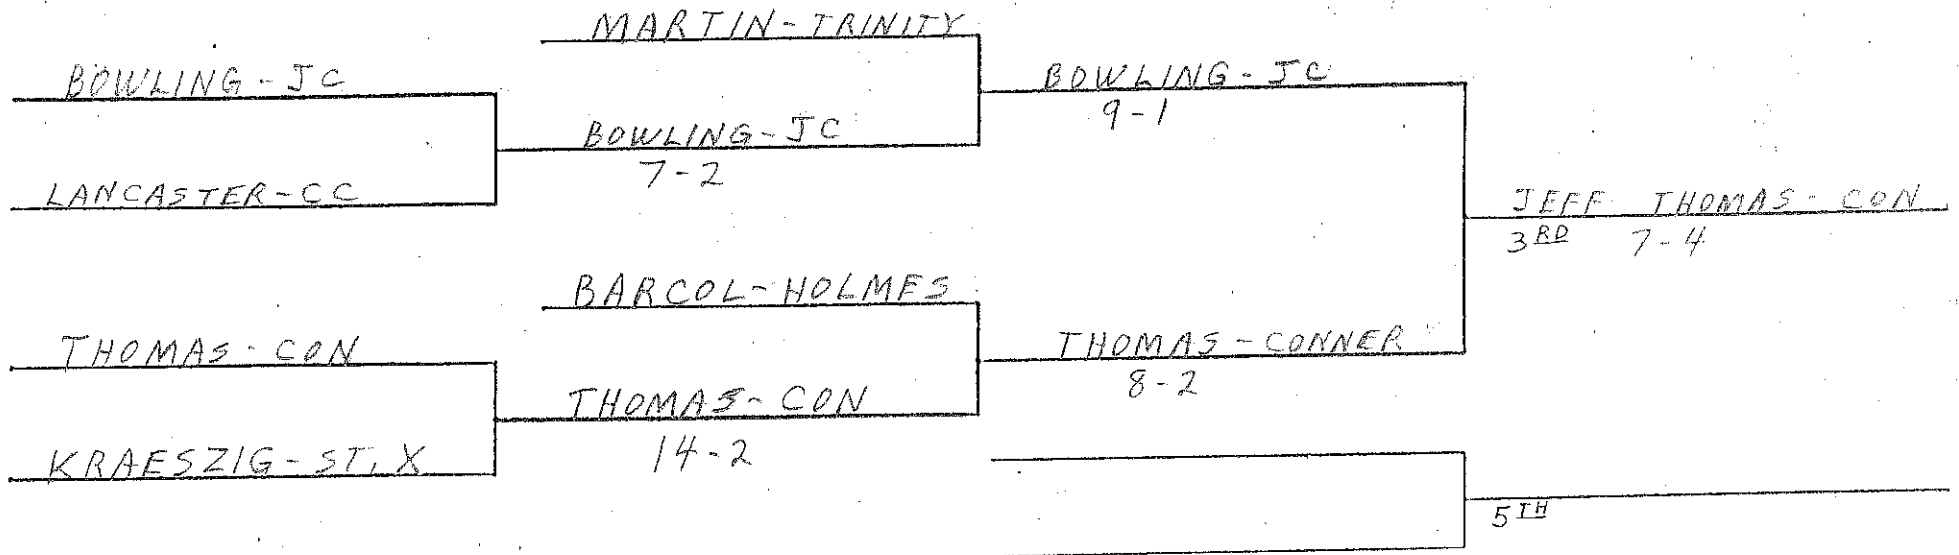 MARTIN-TRINITY
BOWLING-JC
BOWLING-JC
9-1
BOWLING-JC
7-2
LANCASTER-CC
JEFF THOMAS-CON
3RD 7-4
BARCOL-HOLMES
THOMAS-CON
THOMAS-CONNER
8-2
THOMAS-CON
14-2
KRAESZIG-ST. X
5TH